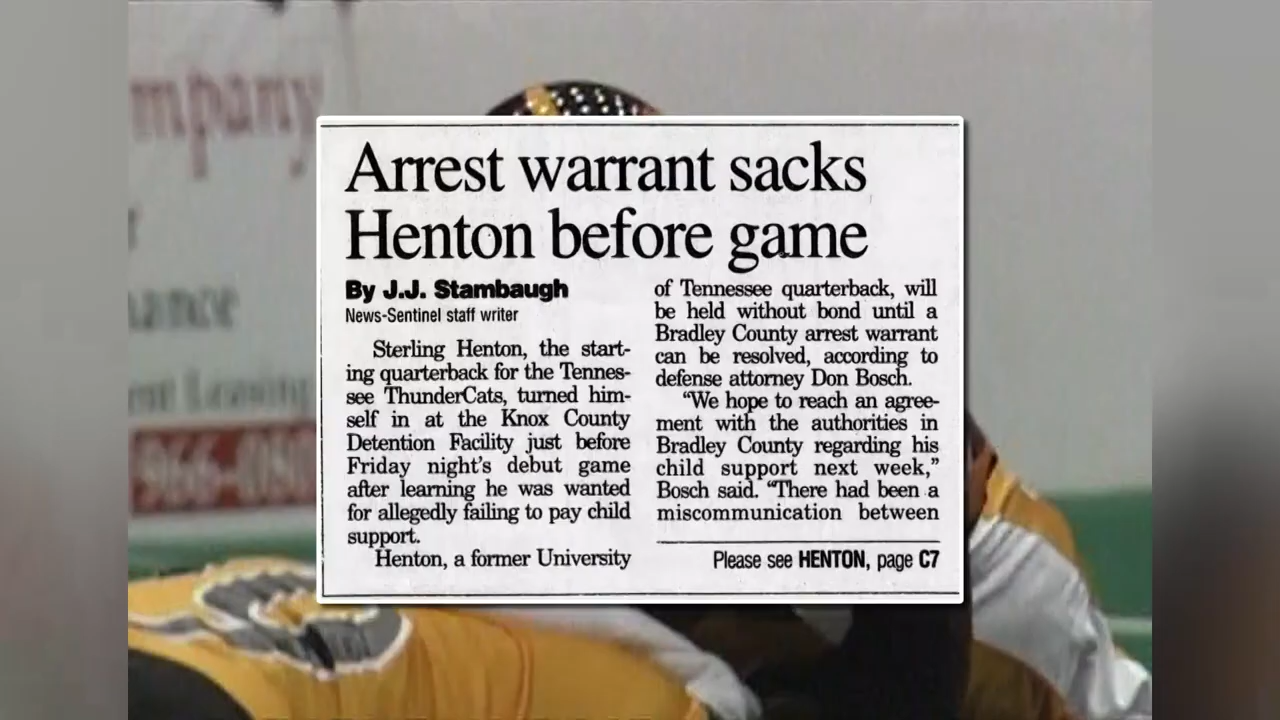 mpany
ance
ent Leasing
966-080
Arrest warrant sacks
Henton before game
By J.J. Stambaugh
News-Sentinel staff writer
Sterling Henton, the start-
ing quarterback for the Tennes-
see ThunderCats, turned him-
self in at the Knox County
Detention Facility just before
Friday night's debut game
after learning he was wanted
for allegedly failing to pay child
support.
Henton, a former University
of Tennessee quarterback, will
be held without bond until a
Bradley County arrest warrant
can be resolved, according to
defense attorney Don Bosch.
“We hope to reach an agree-
ment with the authorities in
Bradley County regarding his
child support next week,”
Bosch said. “There had been a
miscommunication between
Please see HENTON, page C7